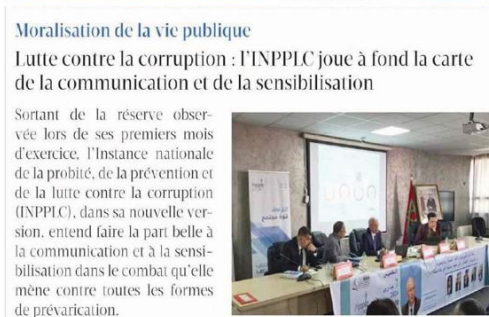 Moralisation de la vie publique
Lutte contre la corruption : l'INPPLC joue à fond la carte
de la communication et de la sensibilisation
Sortant de la réserve obser-
vée lors de ses premiers mois
d'exercice, l'Instance nationale
de la probité, de la prévention et
de la lutte contre la corruption
(INPPLC), dans sa nouvelle ver-
sion, entend faire la part belle à
la communication et à la sensi-
bilisation dans le combat qu'elle
mène contre toutes les formes
de prévarication.